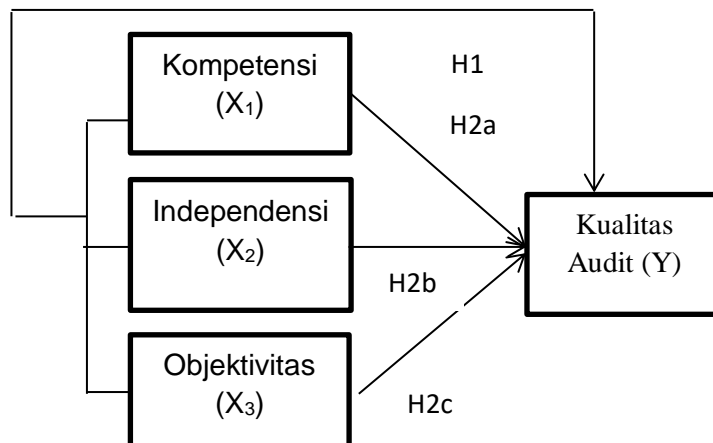 Kompetensi
(X₁)
H1
H2a
Independensi
(X₂)
H2b
Kualitas
Audit (Y)
Objektivitas
(X₃)
H2c